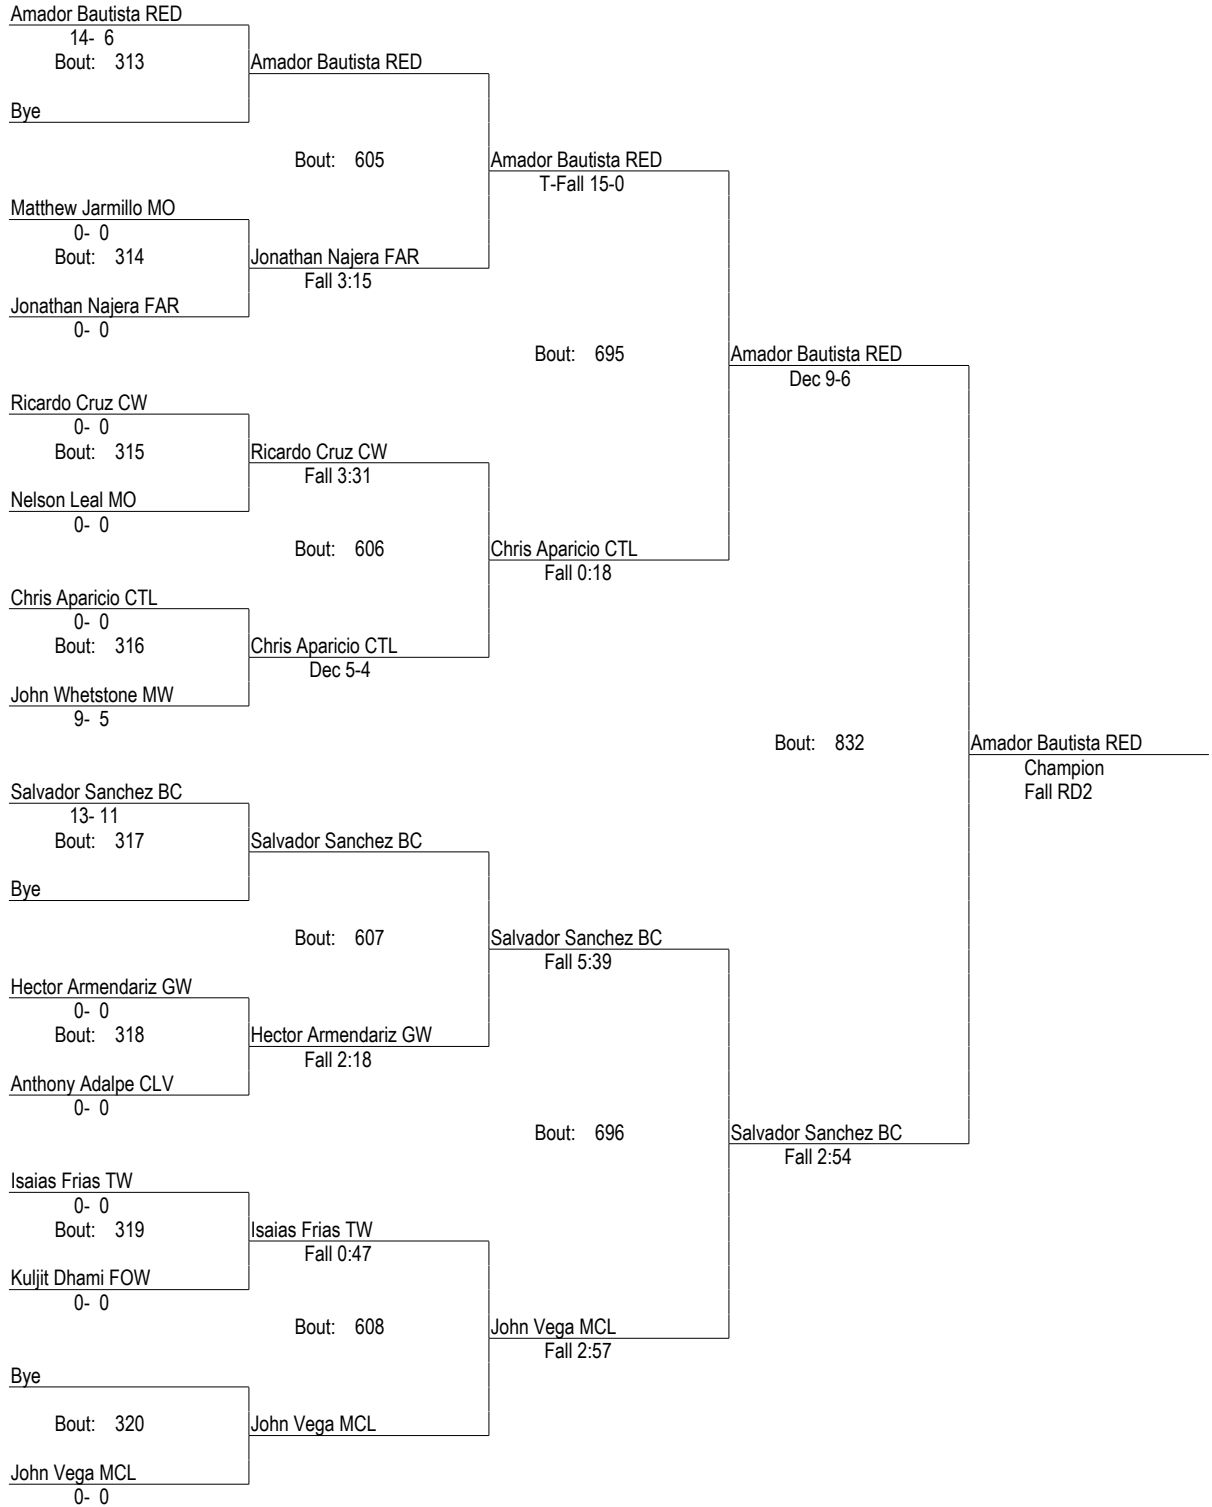 Amador Bautista RED
14- 6
Bout: 313
Amador Bautista RED
Bye
Bout: 605
Amador Bautista RED
T-Fall 15-0
Matthew Jarmillo MO
0- 0
Bout: 314
Jonathan Najera FAR
Fall 3:15
Jonathan Najera FAR
0- 0
Bout: 695
Amador Bautista RED
Dec 9-6
Ricardo Cruz CW
0- 0
Bout: 315
Ricardo Cruz CW
Fall 3:31
Nelson Leal MO
0- 0
Bout: 606
Chris Aparicio CTL
Fall 0:18
Chris Aparicio CTL
0- 0
Bout: 316
Chris Aparicio CTL
Dec 5-4
John Whetstone MW
9- 5
Bout: 832
Amador Bautista RED
Champion
Fall RD2
Salvador Sanchez BC
13- 11
Bout: 317
Salvador Sanchez BC
Bye
Bout: 607
Salvador Sanchez BC
Fall 5:39
Hector Armendariz GW
0- 0
Bout: 318
Hector Armendariz GW
Fall 2:18
Anthony Adalpe CLV
0- 0
Bout: 696
Salvador Sanchez BC
Fall 2:54
Isaias Frias TW
0- 0
Bout: 319
Isaias Frias TW
Fall 0:47
Kuljit Dhami FOW
0- 0
Bout: 608
John Vega MCL
Fall 2:57
Bye
Bout: 320
John Vega MCL
John Vega MCL
0- 0